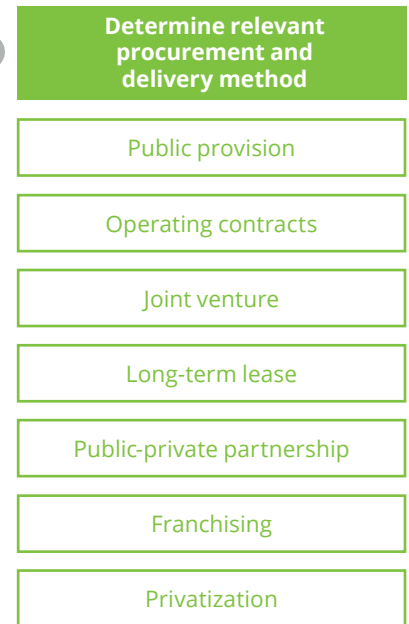 Determine relevant
procurement and
delivery method
Public provision
Operating contracts
Joint venture
Long-term lease
Public-private partnership
Franchising
Privatization